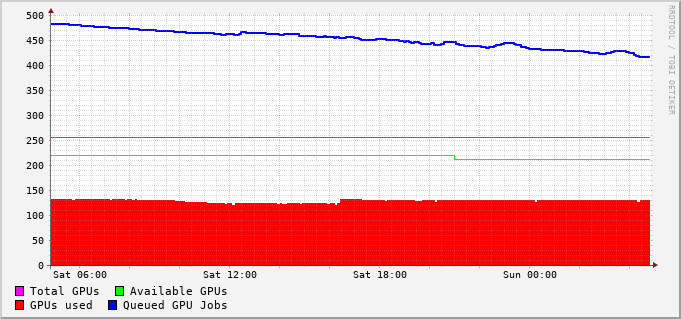 500
450
400
350
300
250
200
150
100
50
0
Sat 06:00 Sat 12:00 Sat 18:00 Sun 00:00
Total GPUs Available GPUs
GPUs used Queued GPU Jobs
RRDTOOL / TOBI OETIKER